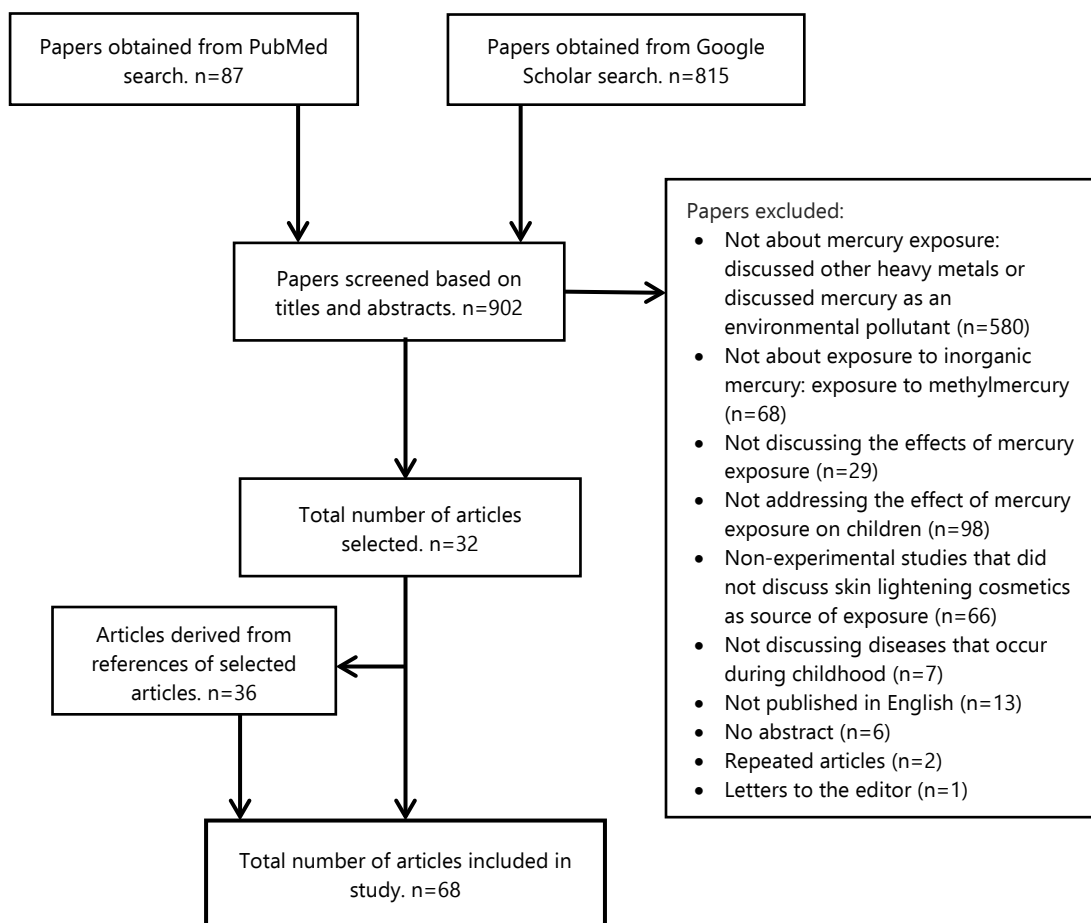 Papers obtained from PubMed
search. n=87
Papers obtained from Google
Scholar search. n=815
Papers screened based on
titles and abstracts. n=902
Papers excluded:
• Not about mercury exposure:
discussed other heavy metals or
discussed mercury as an
environmental pollutant (n=580)
• Not about exposure to inorganic
mercury: exposure to methylmercury
(n=68)
• Not discussing the effects of mercury
exposure (n=29)
• Not addressing the effect of mercury
exposure on children (n=98)
• Non-experimental studies that did
not discuss skin lightening cosmetics
as source of exposure (n=66)
• Not discussing diseases that occur
during childhood (n=7)
• Not published in English (n=13)
• No abstract (n=6)
• Repeated articles (n=2)
• Letters to the editor (n=1)
Total number of articles
selected. n=32
Articles derived from
references of selected
articles. n=36
Total number of articles included in
study. n=68